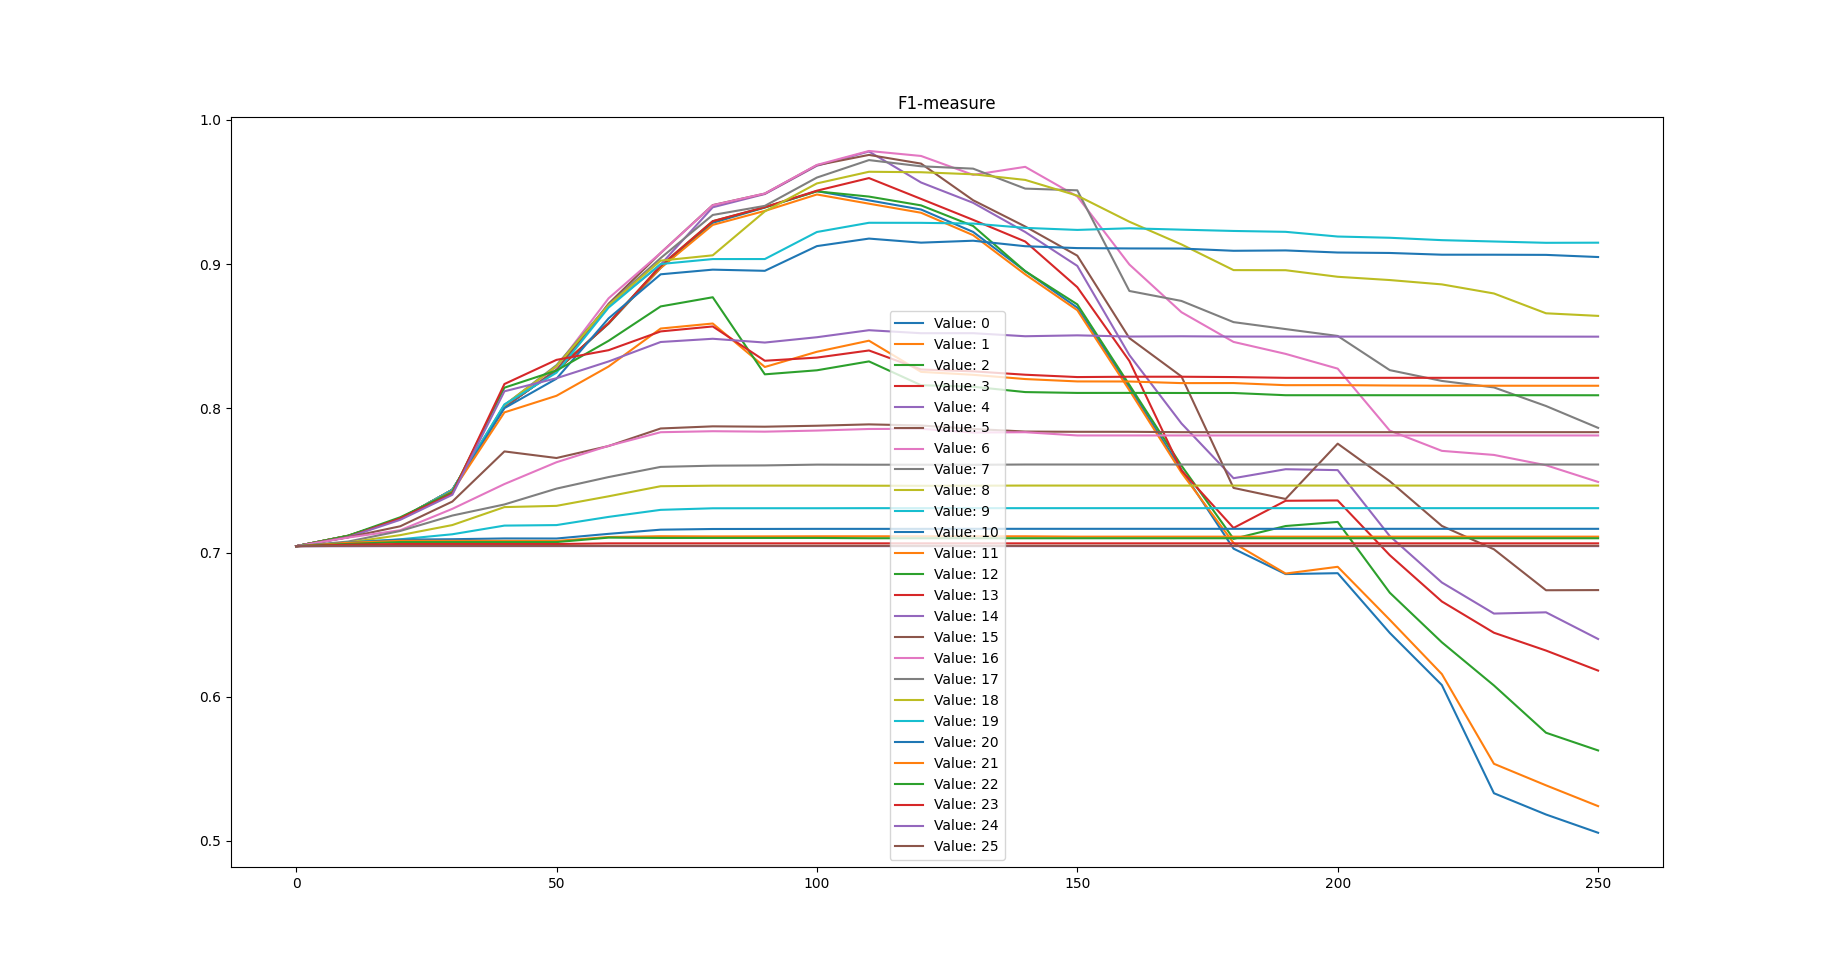 F1-measure
1.0
0.9
0.8
0.7
0.6
0.5
Value: 0
Value: 1
Value: 2
Value: 3
Value: 4
Value: 5
Value: 6
Value: 7
Value: 8
Value: 9
Value: 10
Value: 11
Value: 12
Value: 13
Value: 14
Value: 15
Value: 16
Value: 17
Value: 18
Value: 19
Value: 20
Value: 21
Value: 22
Value: 23
Value: 24
Value: 25
0 50 100 150 200 250